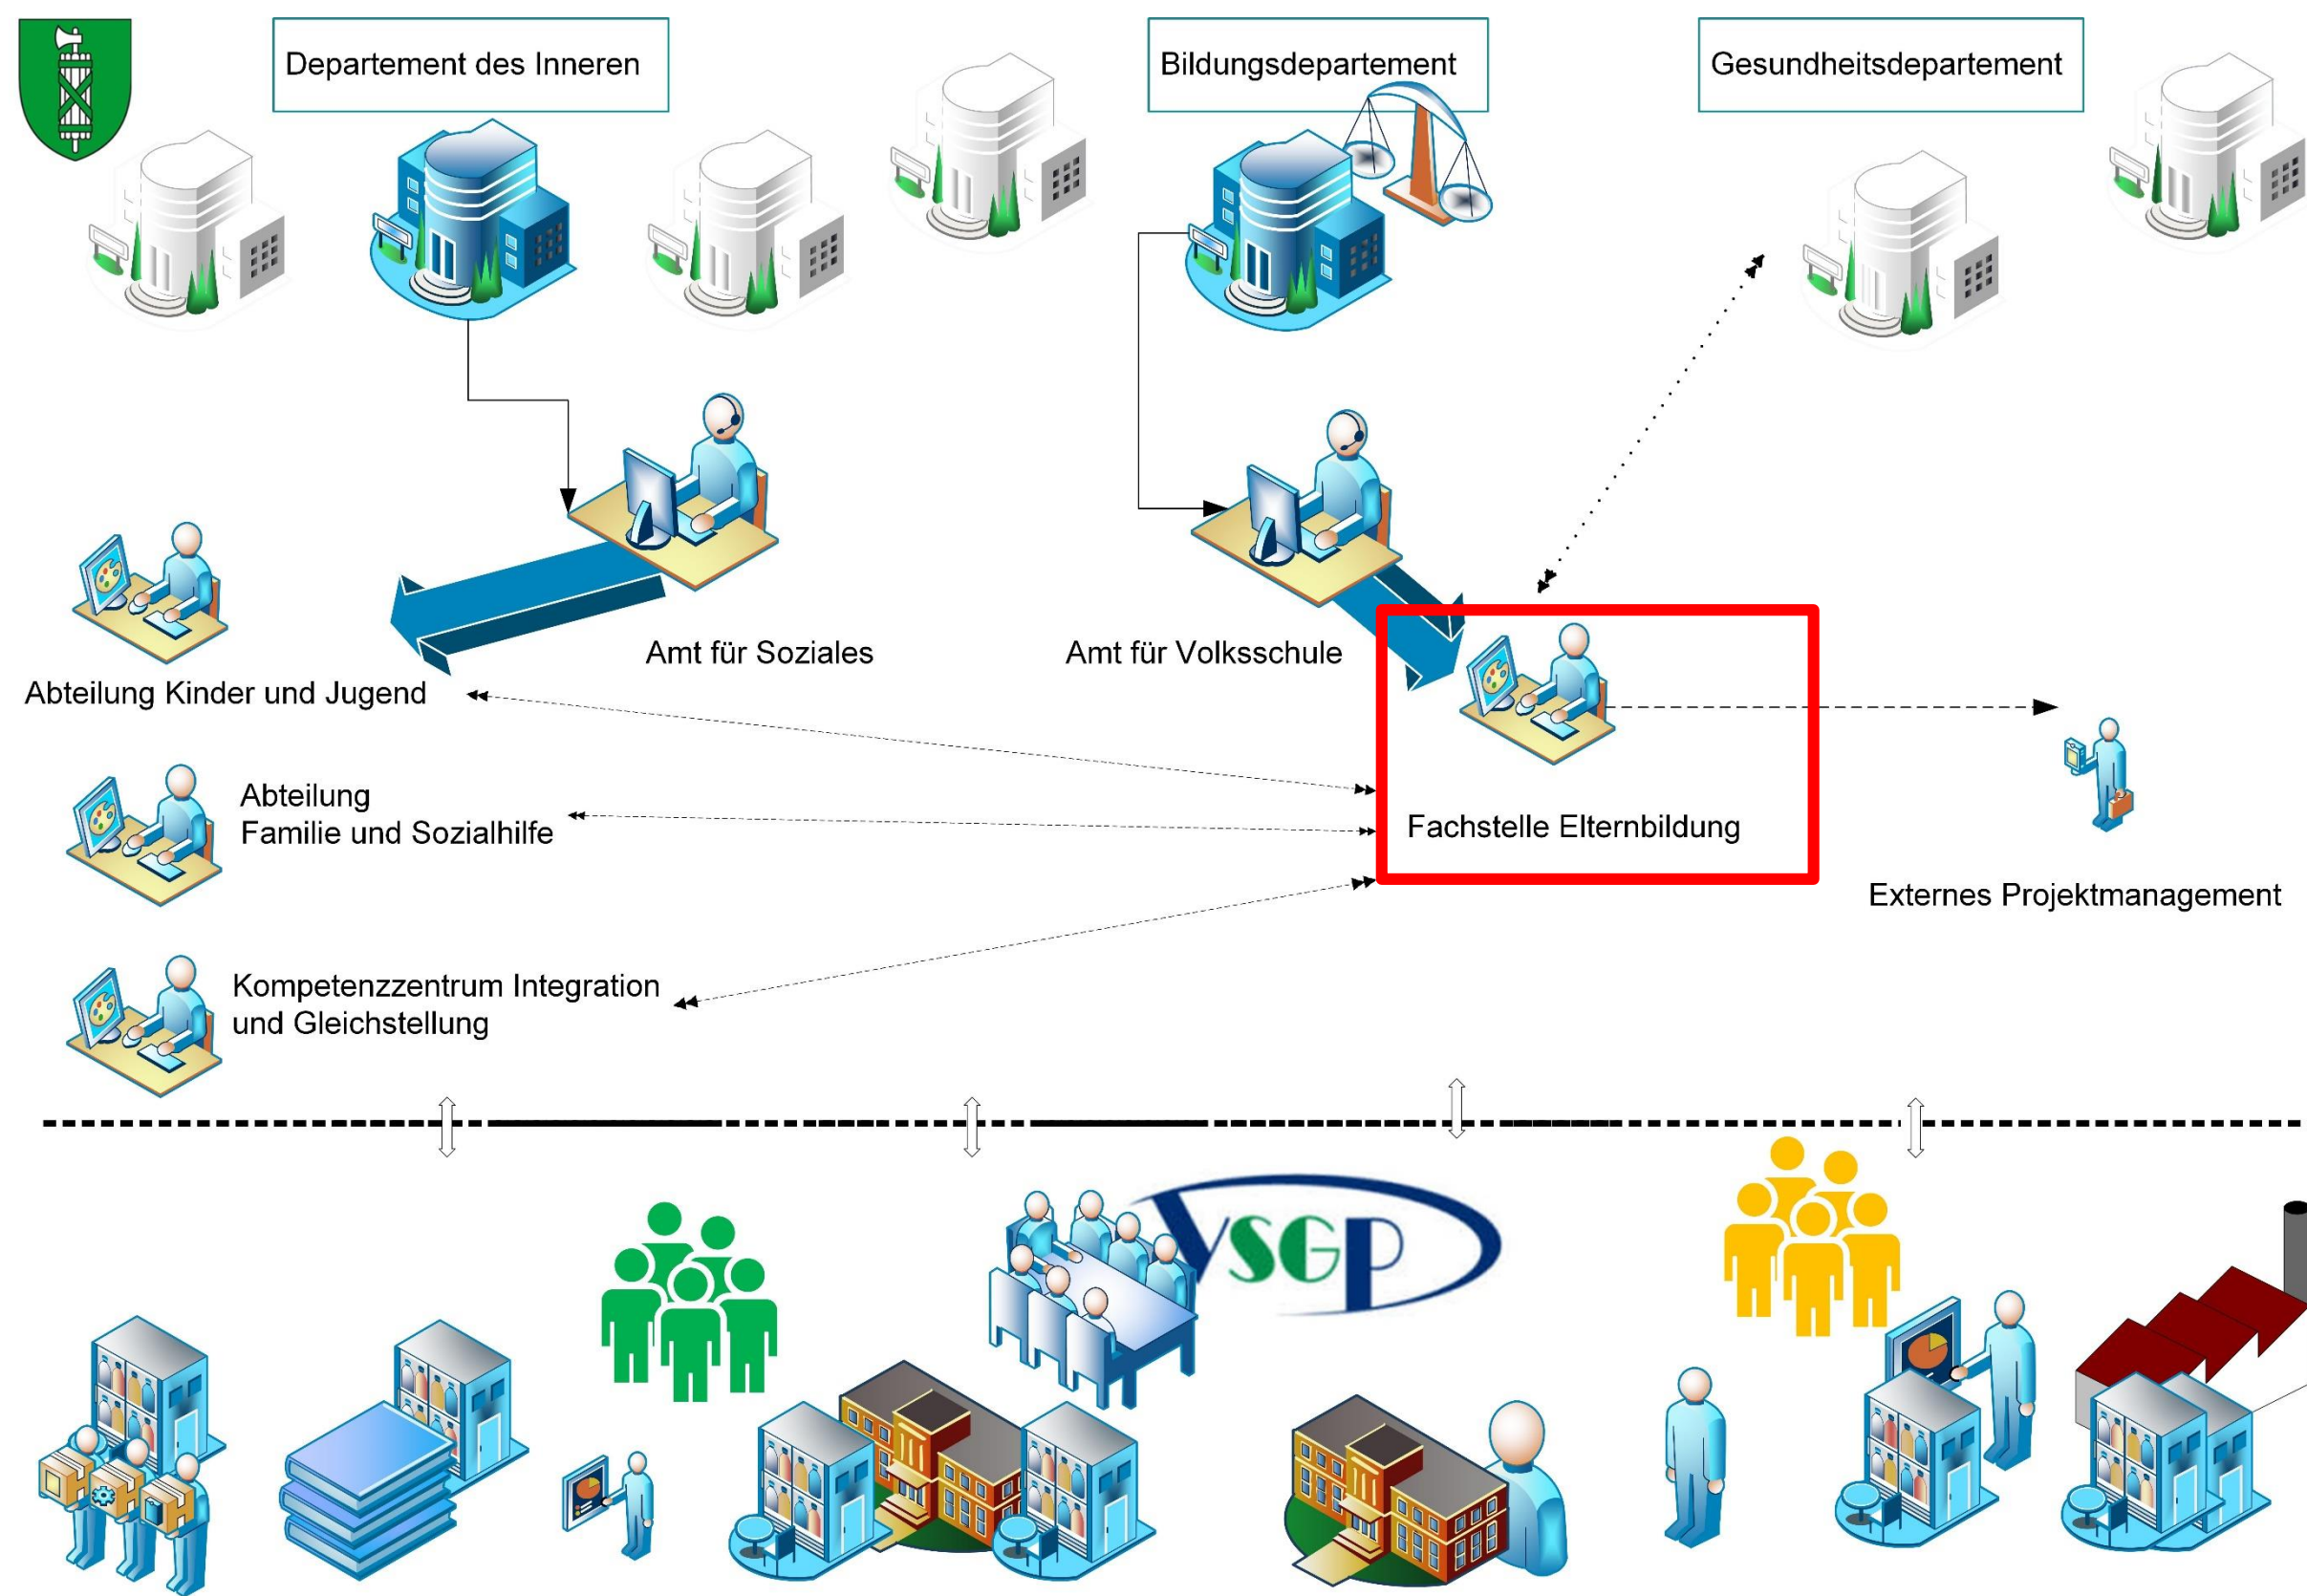 Departement des Inneren
Bildungsdepartement
Gesundheitsdepartement
Amt für Soziales
Amt für Volksschule
Abteilung Kinder und Jugend
Abteilung
Familie und Sozialhilfe
Fachstelle Elternbildung
Externes Projektmanagement
Kompetenzzentrum Integration
und Gleichstellung
VSGP